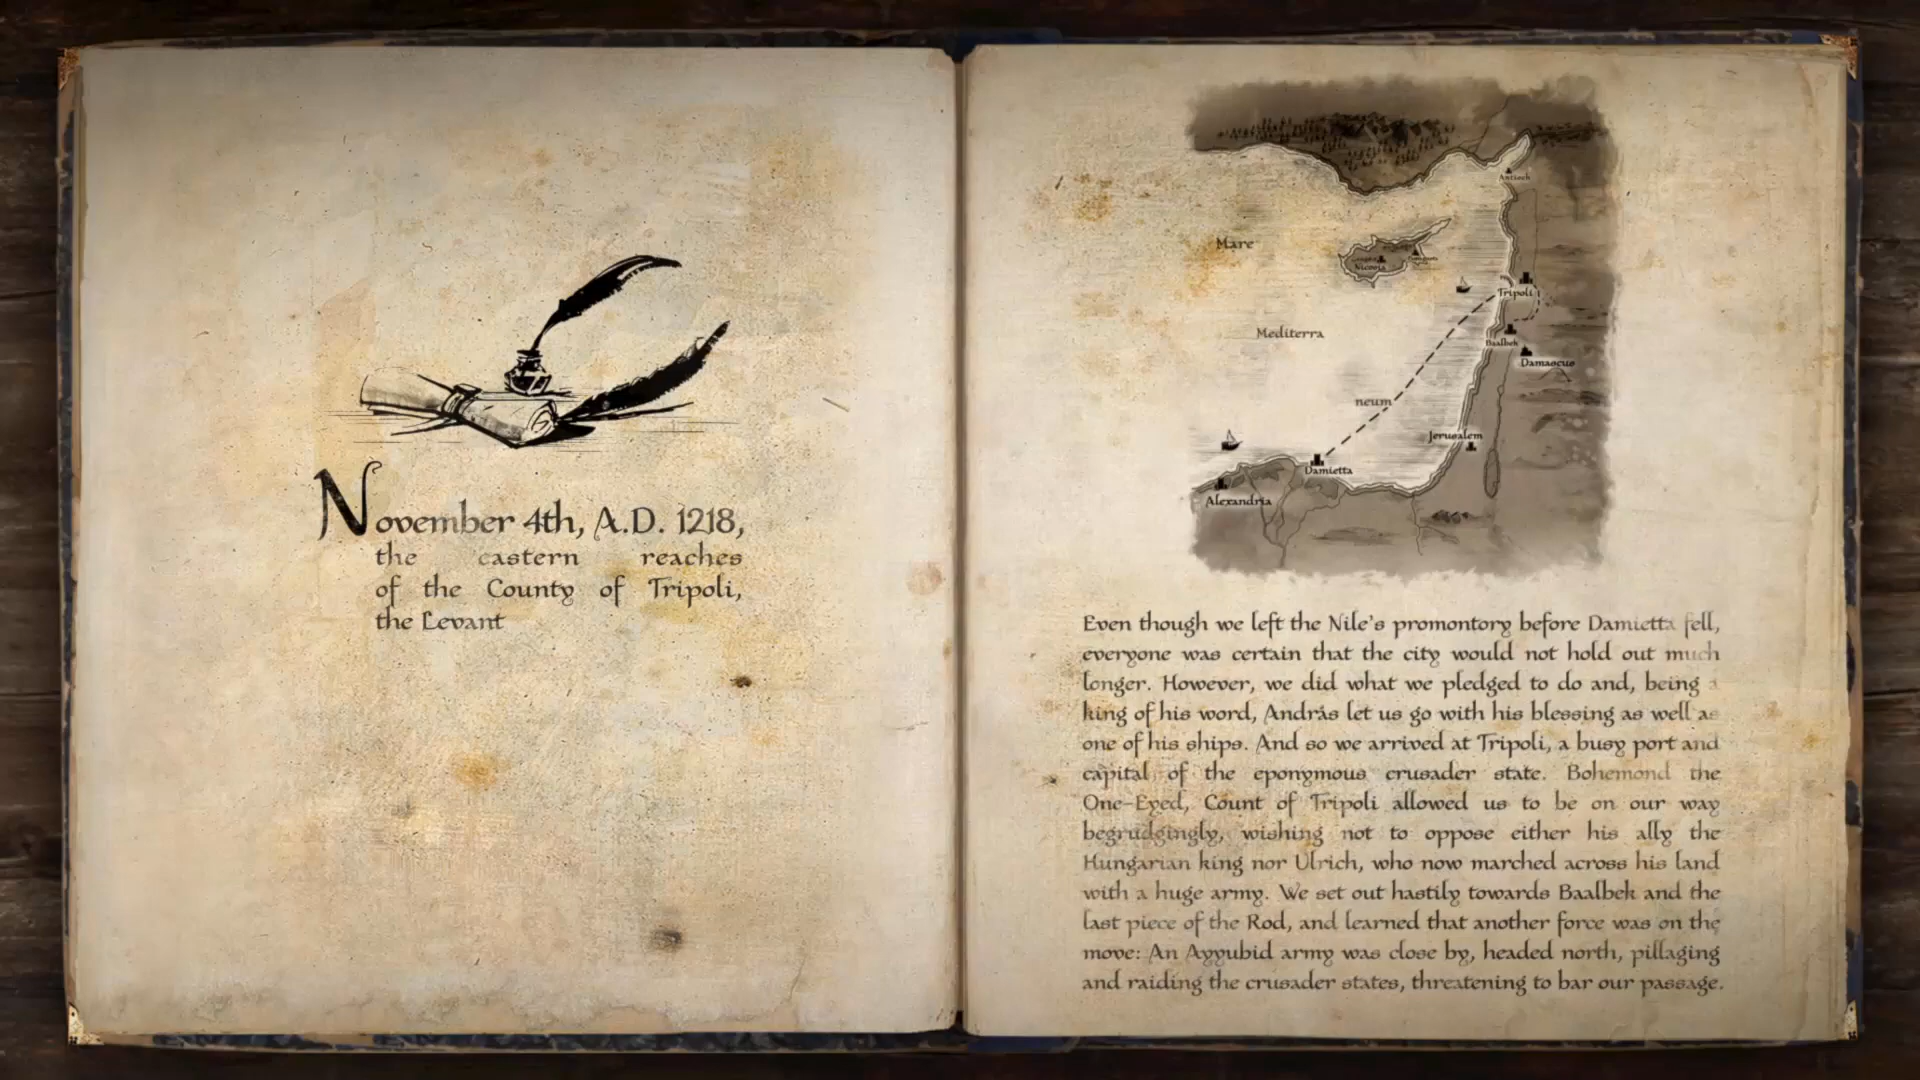 November 4th, A.D. 1218,
the eastern reaches
of the County of Tripoli,
the Levant
Antioch
Mare
Nicosia
Tripoli
Mediterra
Baalbek
Damascus
neum
Jerusalem
Damietta
Alexandria
Even though we left the Nile's promontory before Damietta fell,
everyone was certain that the city would not hold out much
longer. However, we did what we pledged to do and, being a
king of his word, András let us go with his blessing as well as
one of his ships. And so we arrived at Tripoli, a busy port and
capital of the eponymous crusader state. Bohemond the
One-Eyed, Count of Tripoli allowed us to be on our way
begrudgingly, wishing not to oppose either his ally the
Hungarian king nor Ulrich, who now marched across his land
with a huge army. We set out hastily towards Baalbek and the
last piece of the Rod, and learned that another force was on the
move: An Ayyubid army was close by, headed north, pillaging
and raiding the crusader states, threatening to bar our passage.